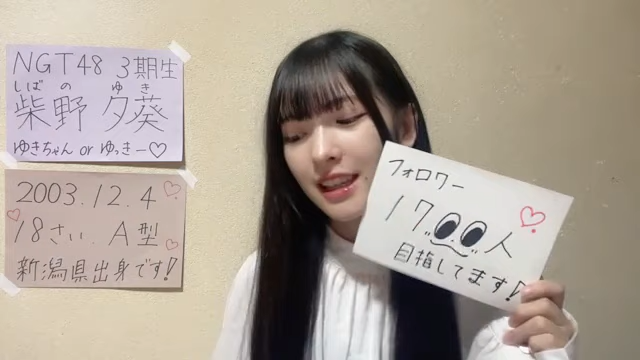 NGT48 3期生
しばの ゆき
柴野 夕葵
ゆきちゃん or ゆっきー♡
2003.12.4
18さい. A型
新潟県出身です!
フォロワー
1700人
目指してます!